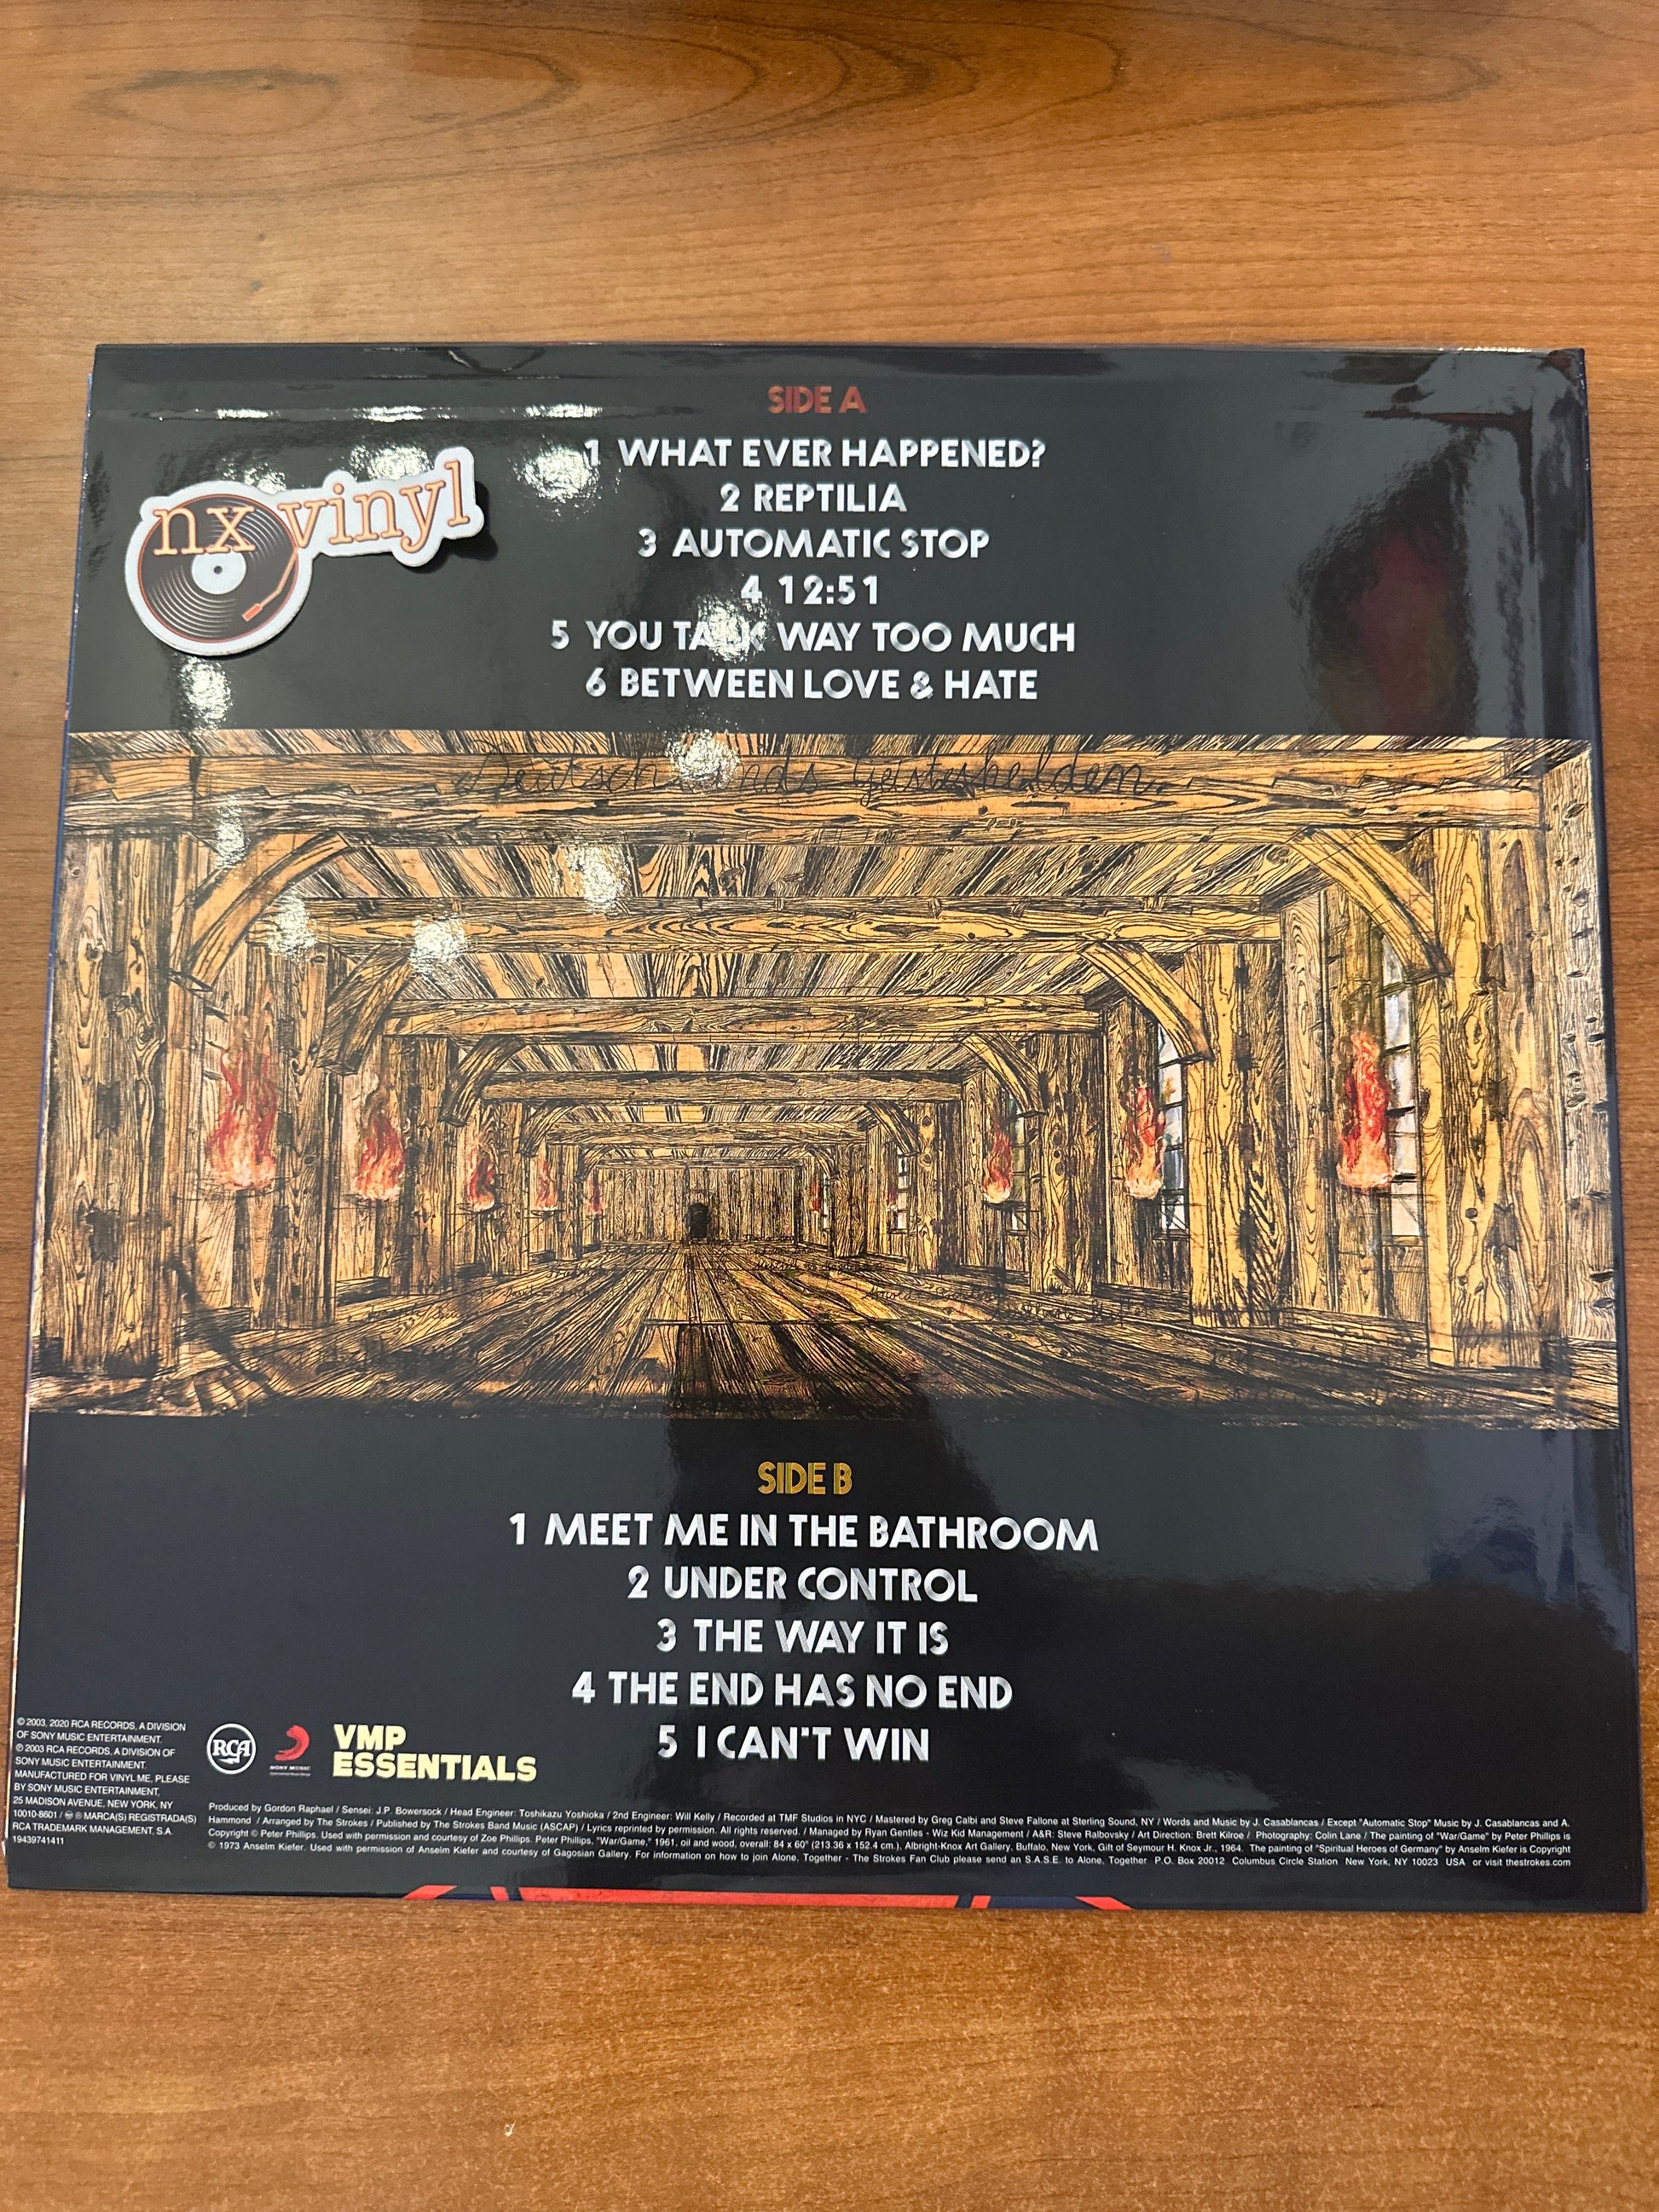 SIDE A
1 WHAT EVER HAPPENED?
nx vinyl
2 REPTILIA
3 AUTOMATIC STOP
4 12:51
5 YOU TALK WAY TOO MUCH
6 BETWEEN LOVE & HATE
Geisteshelden.
SIDE B
1 MEET ME IN THE BATHROOM
2 UNDER CONTROL
3 THE WAY IT IS
4 THE END HAS NO END
5 I CAN'T WIN
© 2003, 2020 RCA RECORDS, A DIVISION
OF SONY MUSIC ENTERTAINMENT.
℗ 2003 RCA RECORDS, A DIVISION OF
SONY MUSIC ENTERTAINMENT.
MANUFACTURED FOR VINYL ME, PLEASE
BY SONY MUSIC ENTERTAINMENT,
25 MADISON AVENUE, NEW YORK, NY
10010-8601 / ® MARCA(S) REGISTRADA(S)
RCA TRADEMARK MANAGEMENT, S.A.
19439741411
RCA
SONY MUSIC
VMP
ESSENTIALS
Produced by Gordon Raphael / Sensei: J.P. Bowersock / Head Engineer: Toshikazu Yoshioka / 2nd Engineer: Will Kelly / Recorded at TMF Studios in NYC / Mastered by Greg Calbi and Steve Fallone at Sterling Sound, NY / Words and Music by J. Casablancas / Except "Automatic Stop" Music by J. Casablancas and A.
Hammond / Arranged by The Strokes / Published by The Strokes Band Music (ASCAP) / Lyrics reprinted by permission. All rights reserved. / Managed by Ryan Gentles - Wiz Kid Management / A&R: Steve Ralbovsky / Art Direction: Brett Kilroe / Photography: Colin Lane / The painting of "War/Game" by Peter Phillips is
Copyright © Peter Phillips. Used with permission and courtesy of Zoe Phillips. Peter Phillips, "War/Game," 1961, oil and wood, overall: 84 x 60" (213.36 x 152.4 cm.), Albright-Knox Art Gallery, Buffalo, New York, Gift of Seymour H. Knox Jr., 1964. The painting of "Spiritual Heroes of Germany" by Anselm Kiefer is Copyright
© 1973 Anselm Kiefer. Used with permission of Anselm Kiefer and courtesy of Gagosian Gallery. For information on how to join Alone, Together - The Strokes Fan Club please send an S.A.S.E. to Alone, Together P.O. Box 20012 Columbus Circle Station New York, NY 10023 USA or visit thestrokes.com